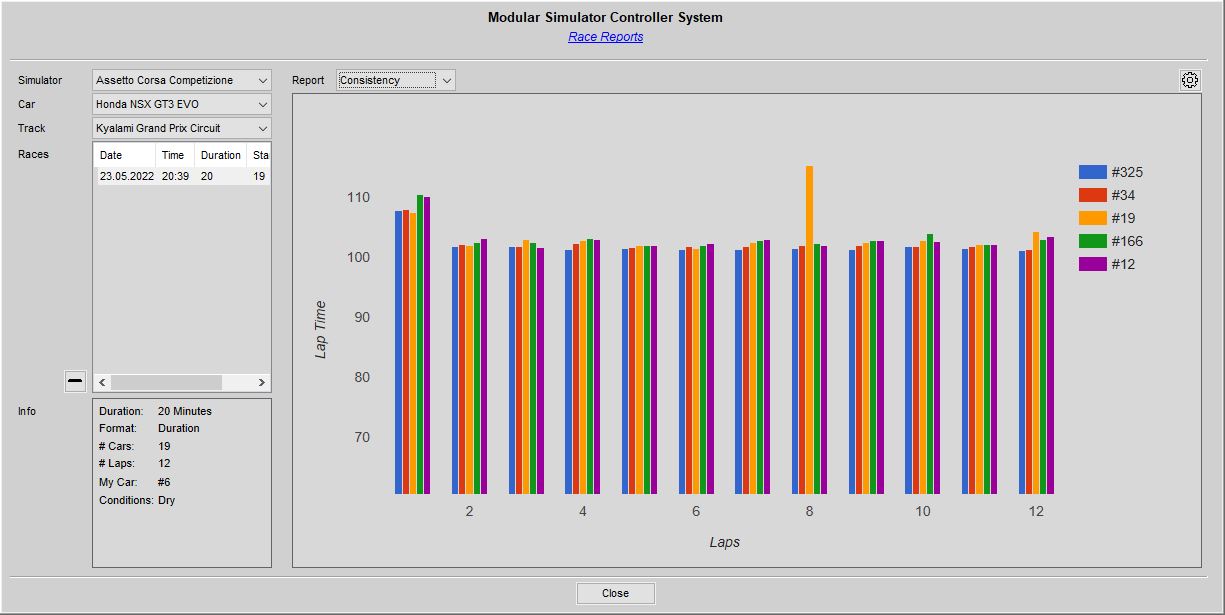 Modular Simulator Controller System
Race Reports
Simulator Assetto Corsa Competizione
Car Honda NSX GT3 EVO
Track Kyalami Grand Prix Circuit
Races
Date Time Duration Sta
23.05.2022 20:39 20 19
Info
Duration: 20 Minutes
Format: Duration
# Cars: 19
# Laps: 12
My Car: #6
Conditions: Dry
Report Consistency
110
100
90
80
70
Lap Time
2 4 6 8 10 12
Laps
#325
#34
#19
#166
#12
Close